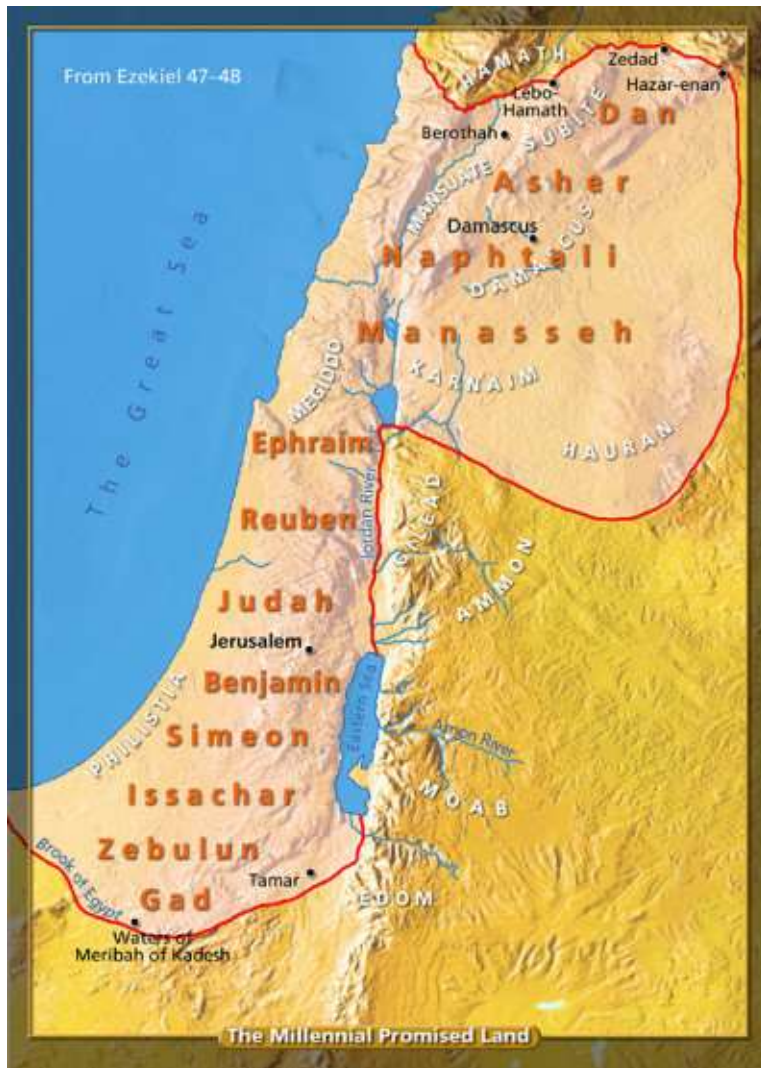 From Ezekiel 47–48
HAMATH
Zedad
Hazar-enan
Lebo-
Hamath
Dan
Berothah
SUBITE
MANSUATE
Asher
Damascus
Naphtali
DAMASCUS
The Great Sea
Manasseh
MEGIDDO
KARNAIM
HAURAN
Ephraim
Jordan River
Reuben
GILEAD
AMMON
Judah
Jerusalem
Benjamin
Eastern Sea
PHILISTIA
Simeon
Arnon River
Issachar
MOAB
Zebulun
Brook of Egypt
Tamar
Gad
EDOM
Waters of
Meribah of Kadesh
The Millennial Promised Land